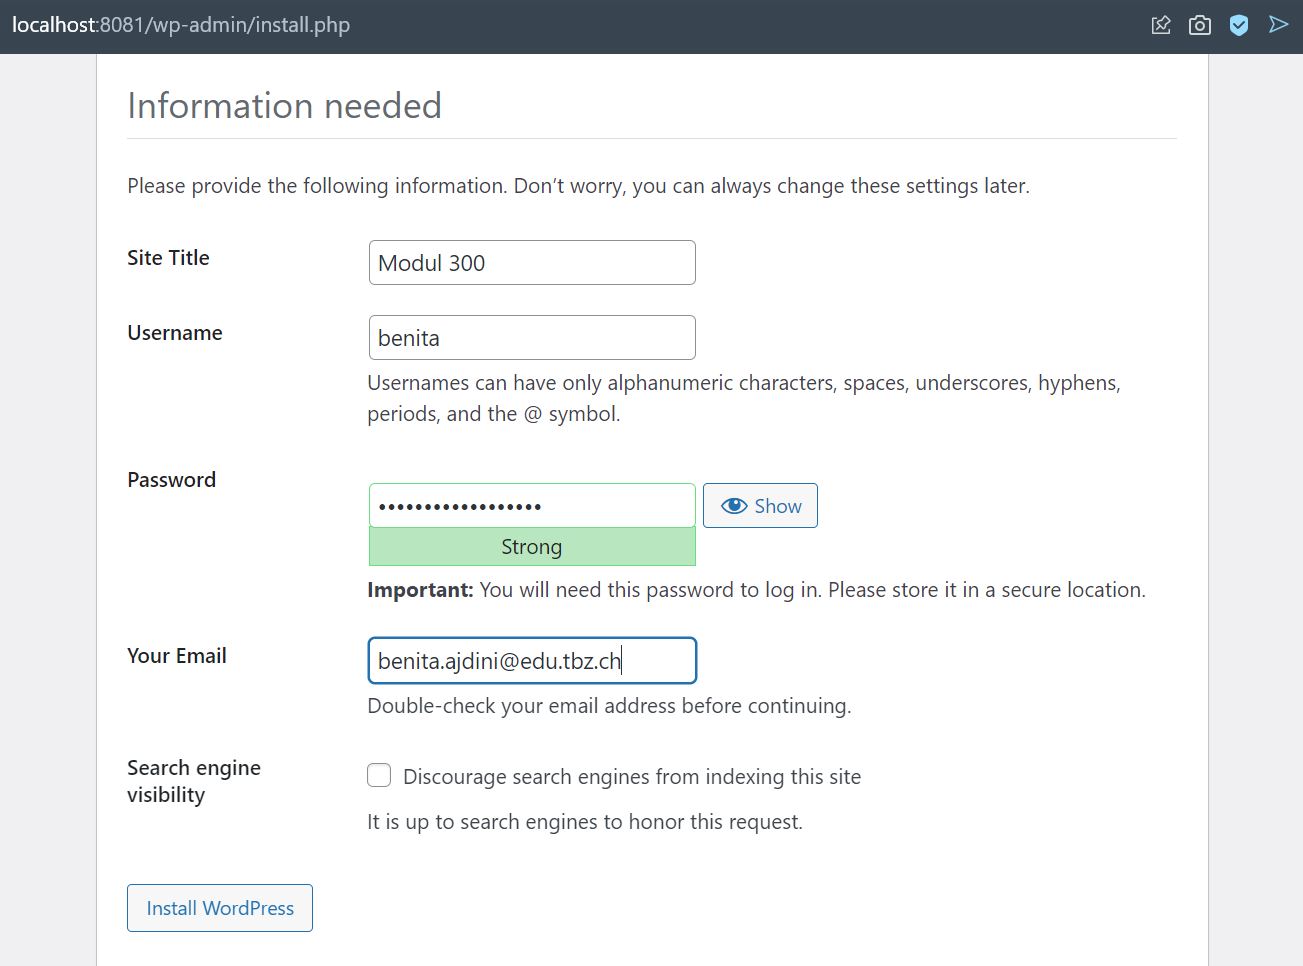 localhost:8081/wp-admin/install.php
Information needed
Please provide the following information. Don’t worry, you can always change these settings later.
Site Title
Modul 300
Username
benita
Usernames can have only alphanumeric characters, spaces, underscores, hyphens,
periods, and the @ symbol.
Password
••••••••••••••••••
Show
Strong
Important: You will need this password to log in. Please store it in a secure location.
Your Email
benita.ajdini@edu.tbz.ch
Double-check your email address before continuing.
Search engine
visibility
Discourage search engines from indexing this site
It is up to search engines to honor this request.
Install WordPress